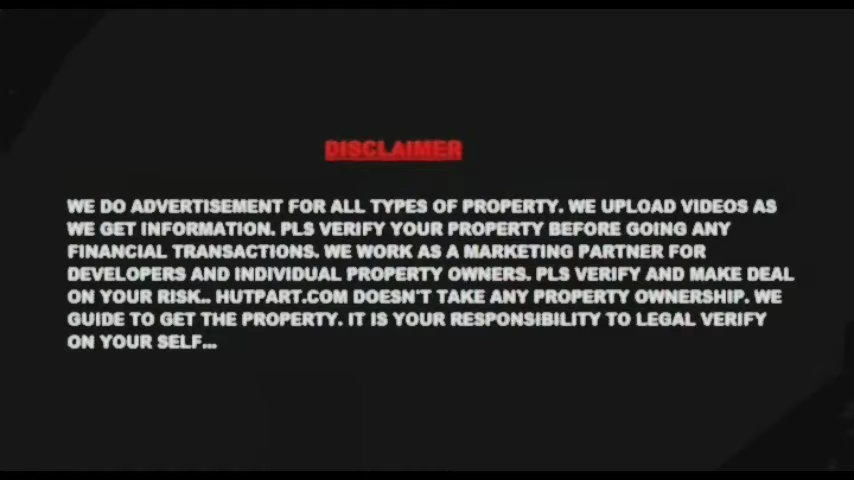 DISCLAIMER
WE DO ADVERTISEMENT FOR ALL TYPES OF PROPERTY. WE UPLOAD VIDEOS AS
WE GET INFORMATION. PLS VERIFY YOUR PROPERTY BEFORE GOING ANY
FINANCIAL TRANSACTIONS. WE WORK AS A MARKETING PARTNER FOR
DEVELOPERS AND INDIVIDUAL PROPERTY OWNERS. PLS VERIFY AND MAKE DEAL
ON YOUR RISK.. HUTPART.COM DOESN'T TAKE ANY PROPERTY OWNERSHIP. WE
GUIDE TO GET THE PROPERTY. IT IS YOUR RESPONSIBILITY TO LEGAL VERIFY
ON YOUR SELF...